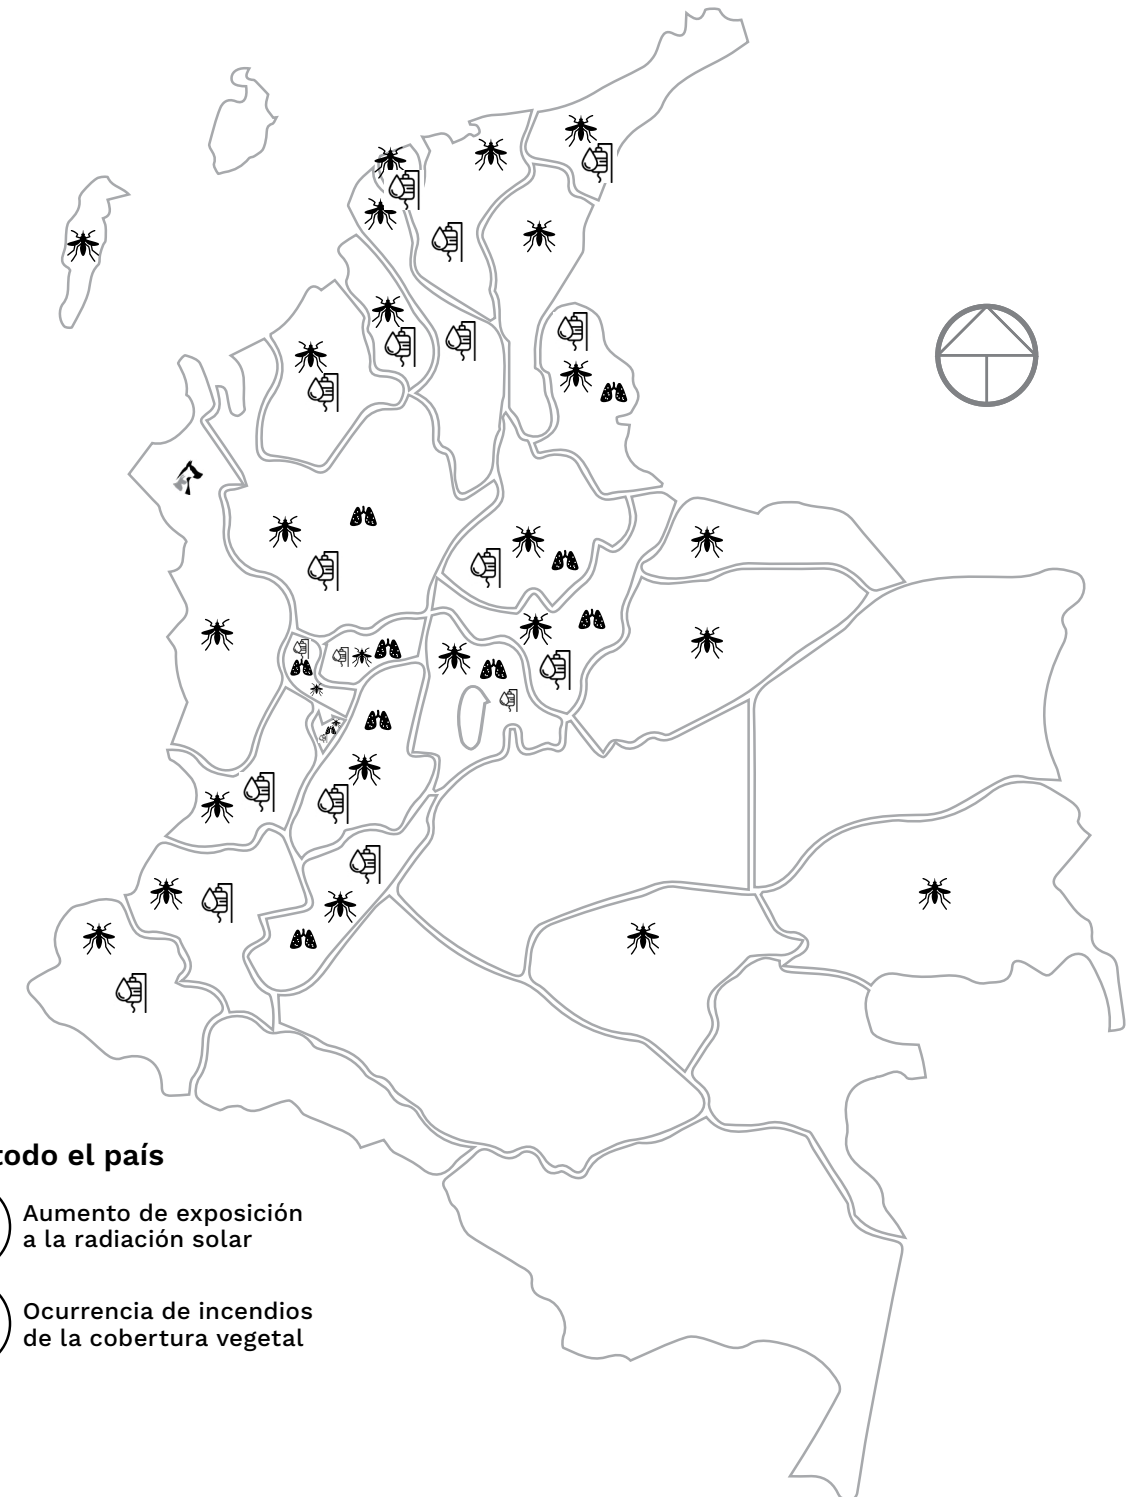 todo el país
Aumento de exposición
a la radiación solar
Ocurrencia de incendios
de la cobertura vegetal